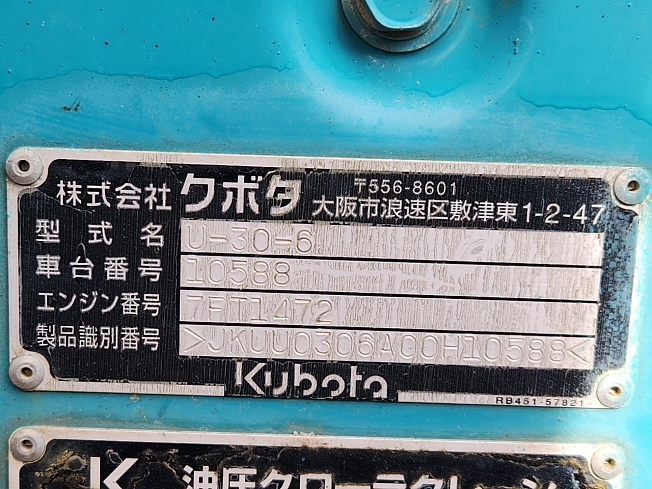 株式会社 クボタ 〒556-8601
大阪市浪速区敷津東1-2-47
型式名 U-30-6
車台番号 10588
エンジン番号 7FT1472
製品識別番号 >JKUU0306A00H10588<
Kubota
RB451-57821
K 油圧クローラクレーン